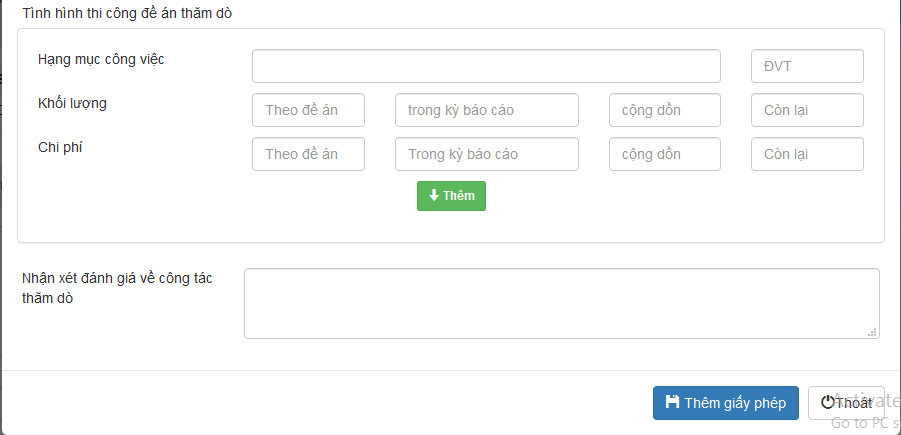 Tình hình thi công đề án thăm dò
Hạng mục công việc ĐVT
Khối lượng Theo đề án trong kỳ báo cáo cộng dồn Còn lại
Chi phí Theo đề án Trong kỳ báo cáo cộng dồn Còn lại
Thêm
Nhận xét đánh giá về công tác
thăm dò
Thêm giấy phép Thoát
Activate
Go to PC s